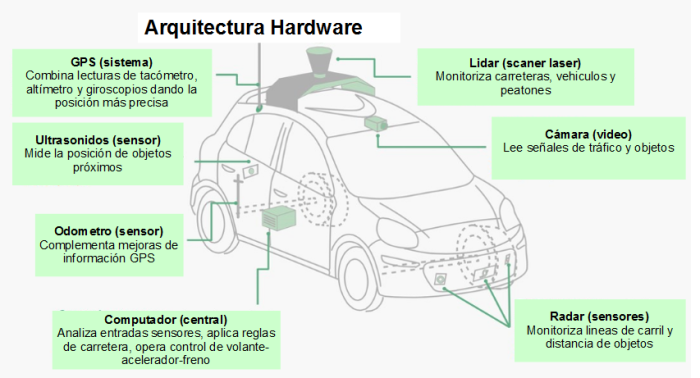 Arquitectura Hardware
GPS (sistema)
Combina lecturas de tacómetro,
altímetro y giroscopios dando la
posición más precisa
Lidar (scaner laser)
Monitoriza carreteras, vehiculos y
peatones
Ultrasonidos (sensor)
Mide la posición de objetos
próximos
Cámara (video)
Lee señales de tráfico y objetos
Odometro (sensor)
Complementa mejoras de
información GPS
Computador (central)
Analiza entradas sensores, aplica reglas
de carretera, opera control de volante-
acelerador-freno
Radar (sensores)
Monitoriza lineas de carril y
distancia de objetos